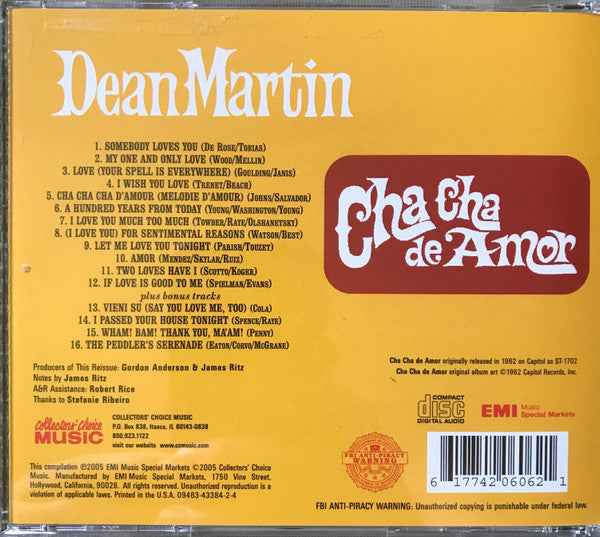 Dean Martin
1. SOMEBODY LOVES YOU (De Rose/Tobias)
2. MY ONE AND ONLY LOVE (Wood/Mellin)
3. LOVE (YOUR SPELL IS EVERYWHERE) (Goulding/Janis)
4. I WISH YOU LOVE (Trenet/Beach)
5. CHA CHA CHA D'AMOUR (MELODIE D'AMOUR) (Johns/Salvador)
6. A HUNDRED YEARS FROM TODAY (Young/Washington/Young)
7. I LOVE YOU MUCH TOO MUCH (Towber/Raye/Olshanetsky)
8. (I LOVE YOU) FOR SENTIMENTAL REASONS (Watson/Best)
9. LET ME LOVE YOU TONIGHT (Parish/Touzet)
10. AMOR (Mendez/Skylar/Ruiz)
11. TWO LOVES HAVE I (Scotto/Koger)
12. IF LOVE IS GOOD TO ME (Spielman/Evans)
plus bonus tracks
13. VIENI SU (SAY YOU LOVE ME, TOO) (Cola)
14. I PASSED YOUR HOUSE TONIGHT (Spence/Raye)
15. WHAM! BAM! THANK YOU, MA'AM! (Penny)
16. THE PEDDLER'S SERENADE (Eaton/Corvo/McGrane)
Cha Cha
de Amor
Producers of This Reissue: Gordon Anderson & James Ritz
Notes by James Ritz
A&R Assistance: Robert Rice
Thanks to Stefanie Ribeiro
Cha Cha de Amor originally released in 1962 on Capitol as ST-1702
Cha Cha de Amor original album art ©1962 Capitol Records, Inc.
Collectors' Choice
MUSIC
COLLECTORS' CHOICE MUSIC
P.O. Box 838, Itasca, IL 60143-0838
800.923.1122
visit our website www.ccmusic.com
COMPACT
disc
DIGITAL AUDIO
EMI Music
Special Markets
This compilation ℗2005 EMI Music Special Markets ©2005 Collectors' Choice
Music. Manufactured by EMI Music Special Markets, 1750 Vine Street,
Hollywood, California, 90028. All rights reserved. Unauthorized reproduction is a
violation of applicable laws. Printed in the U.S.A. 09463-43384-2-4
FBI ANTI-PIRACY
WARNING
6 17742 06062 1
FBI ANTI-PIRACY WARNING: Unauthorized copying is punishable under federal law.